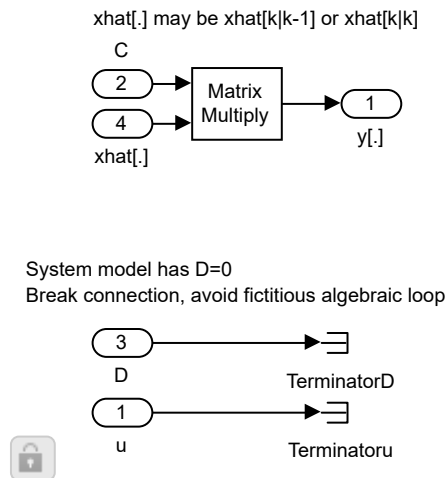 xhat[.] may be xhat[k|k-1] or xhat[k|k]
C
2
4
xhat[.]
Matrix
Multiply
1
y[.]
System model has D=0
Break connection, avoid fictitious algebraic loop
3
D
TerminatorD
1
u
Terminatoru